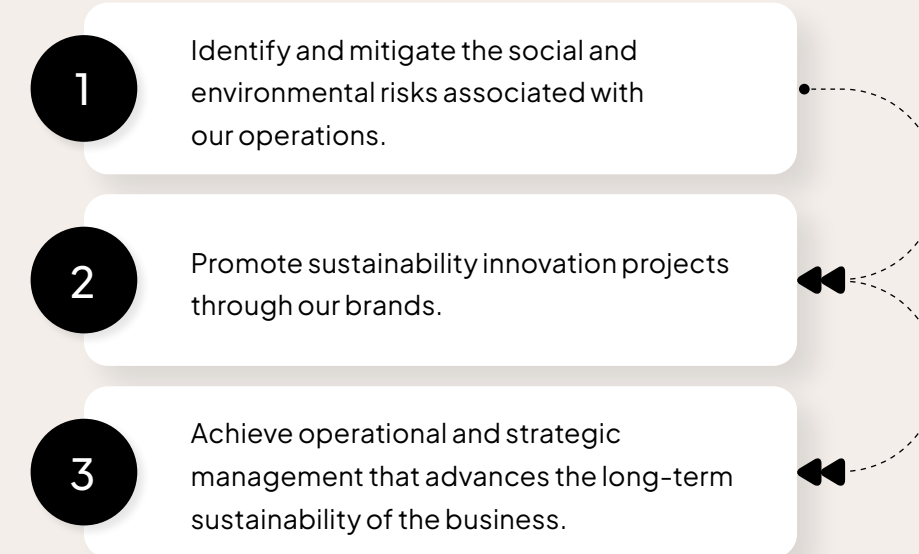 1
Identify and mitigate the social and
environmental risks associated with
our operations.
2
Promote sustainability innovation projects
through our brands.
3
Achieve operational and strategic
management that advances the long-term
sustainability of the business.